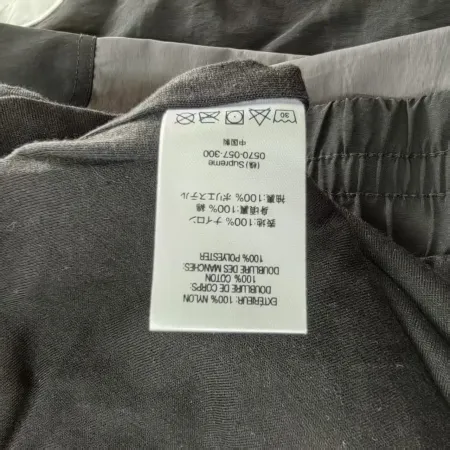 EXTÉRIEUR: 100% NYLON
DOUBLURE DE CORPS:
100% COTON
DOUBLURE DES MANCHES:
100% POLYESTER
表地:100% ナイロン
身頃裏:100% 綿
袖裏:100% ポリエステル
(株) Supreme
0570-057-300
中国製
30